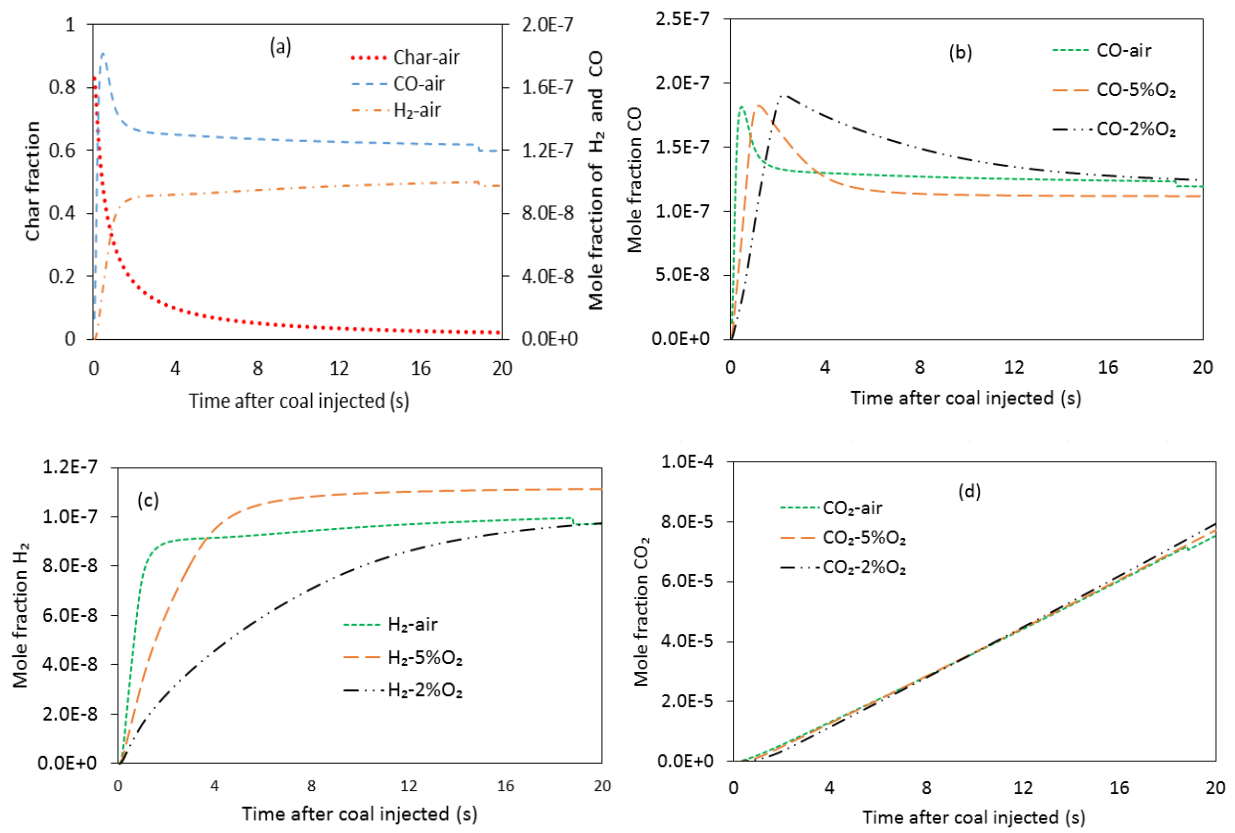 (a)
Char-air
CO-air
H₂-air
1
0.8
0.6
0.4
0.2
0
2.0E-7
1.6E-7
1.2E-7
8.0E-8
4.0E-8
0.0E+0
0 4 8 12 16 20
Char fraction
Mole fraction of H₂ and CO
Time after coal injected (s)
(b)
CO-air
CO-5%O₂
CO-2%O₂
2.5E-7
2.0E-7
1.5E-7
1.0E-7
5.0E-8
0.0E+0
0 4 8 12 16 20
Mole fraction CO
Time after coal injected (s)
(c)
H₂-air
H₂-5%O₂
H₂-2%O₂
1.2E-7
1.0E-7
8.0E-8
6.0E-8
4.0E-8
2.0E-8
0.0E+0
0 4 8 12 16 20
Mole fraction H₂
Time after coal injected (s)
(d)
CO₂-air
CO₂-5%O₂
CO₂-2%O₂
1.0E-4
8.0E-5
6.0E-5
4.0E-5
2.0E-5
0.0E+0
0 4 8 12 16 20
Mole fraction CO₂
Time after coal injected (s)